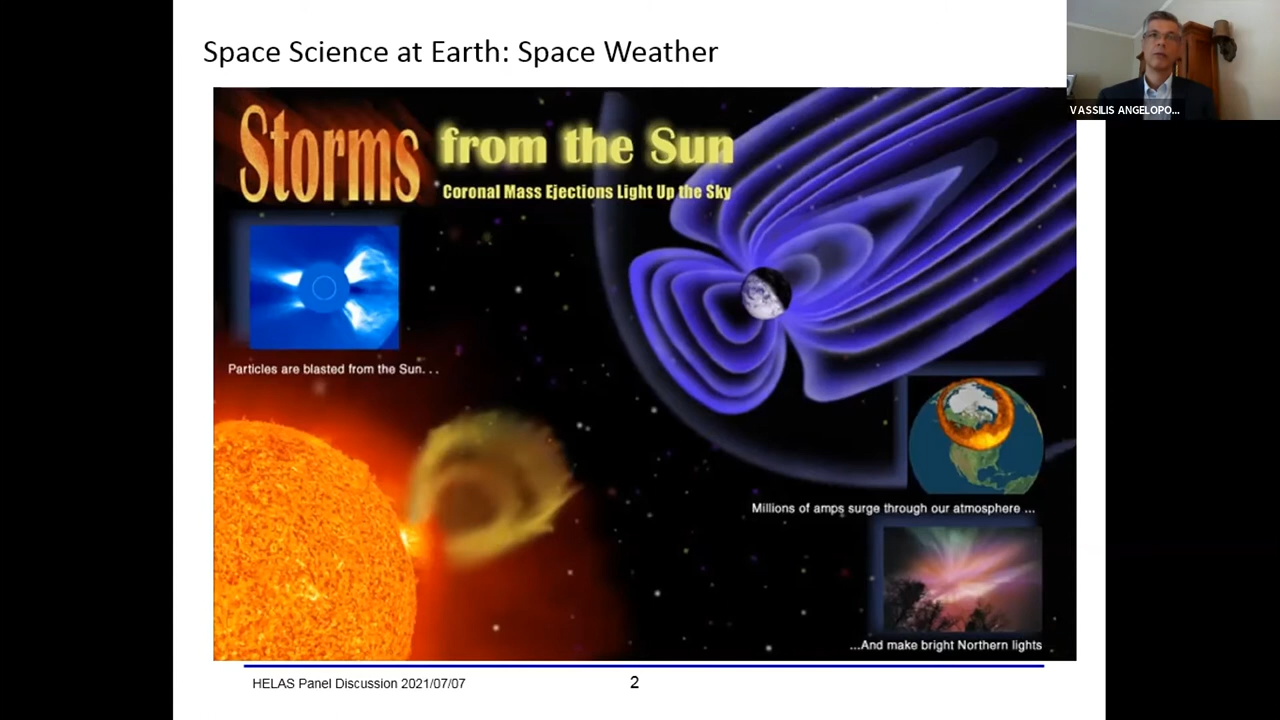 Space Science at Earth: Space Weather
VASSILIS ANGELOPO...
Storms from the Sun
Coronal Mass Ejections Light Up the Sky
Particles are blasted from the Sun. . .
Millions of amps surge through our atmosphere ...
...And make bright Northern lights
HELAS Panel Discussion 2021/07/07
2